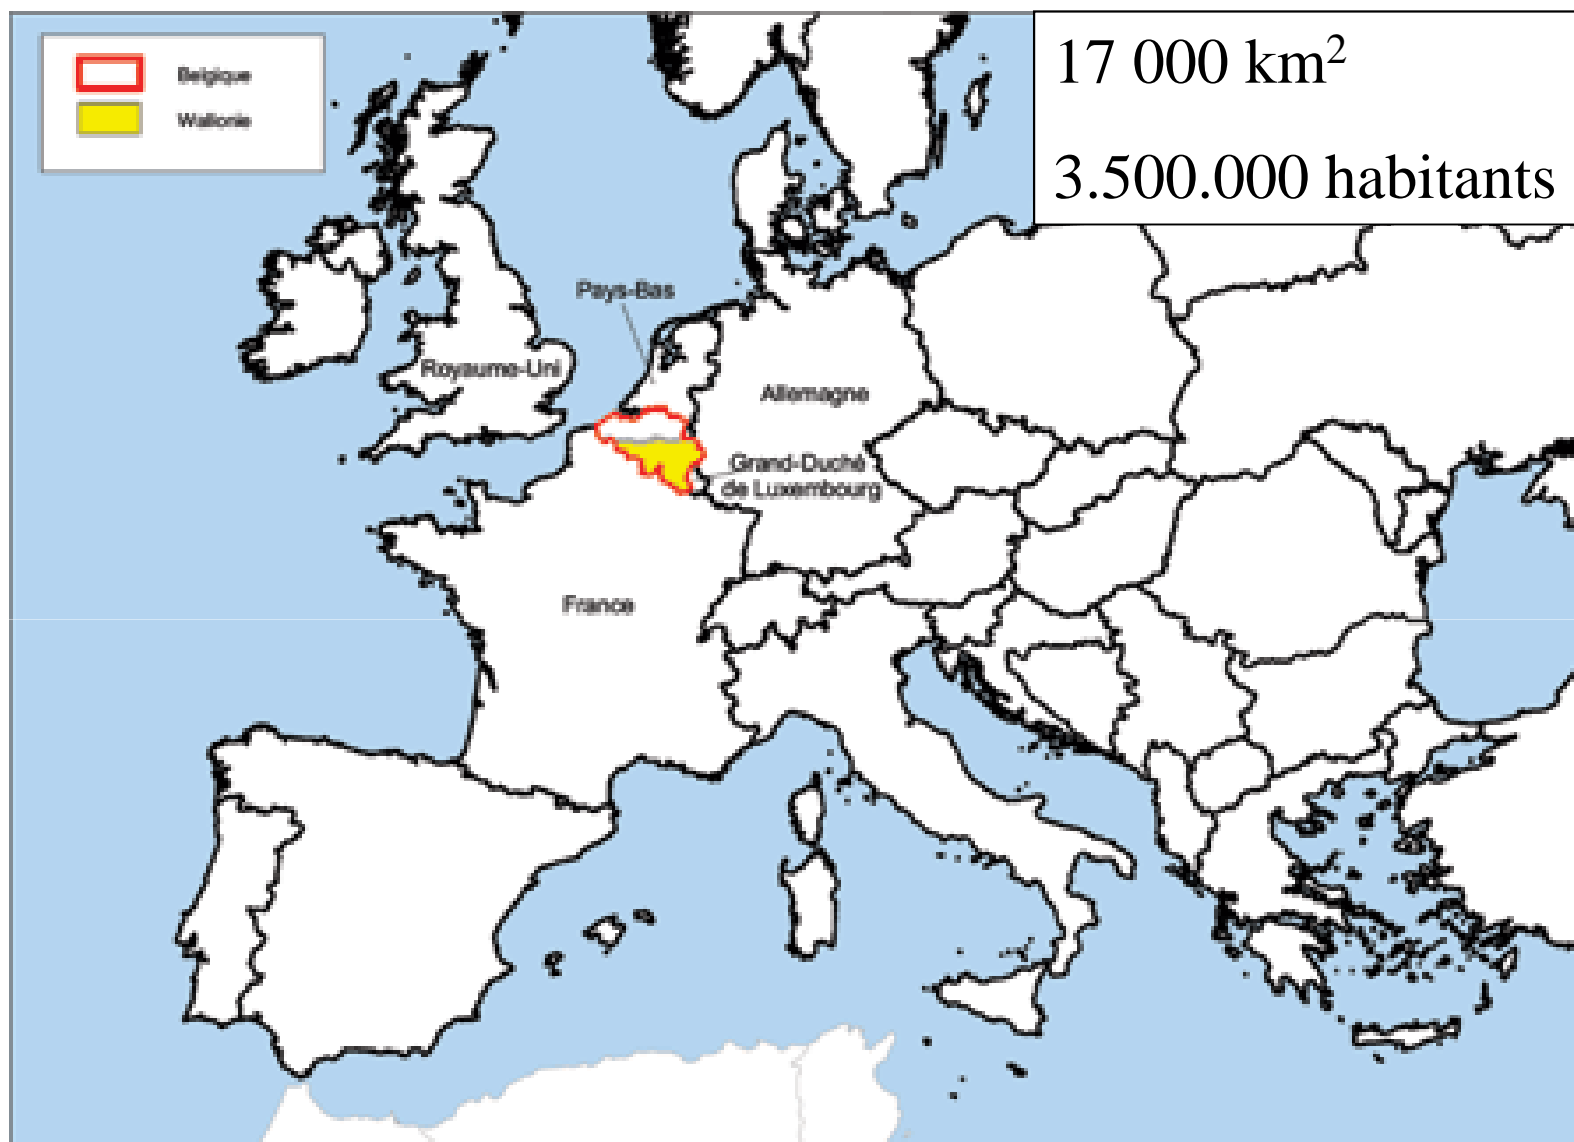 Belgique
Wallonie
17 000 km²
3.500.000 habitants
Pays-Bas
Royaume-Uni
Allemagne
Grand-Duché
de Luxembourg
France